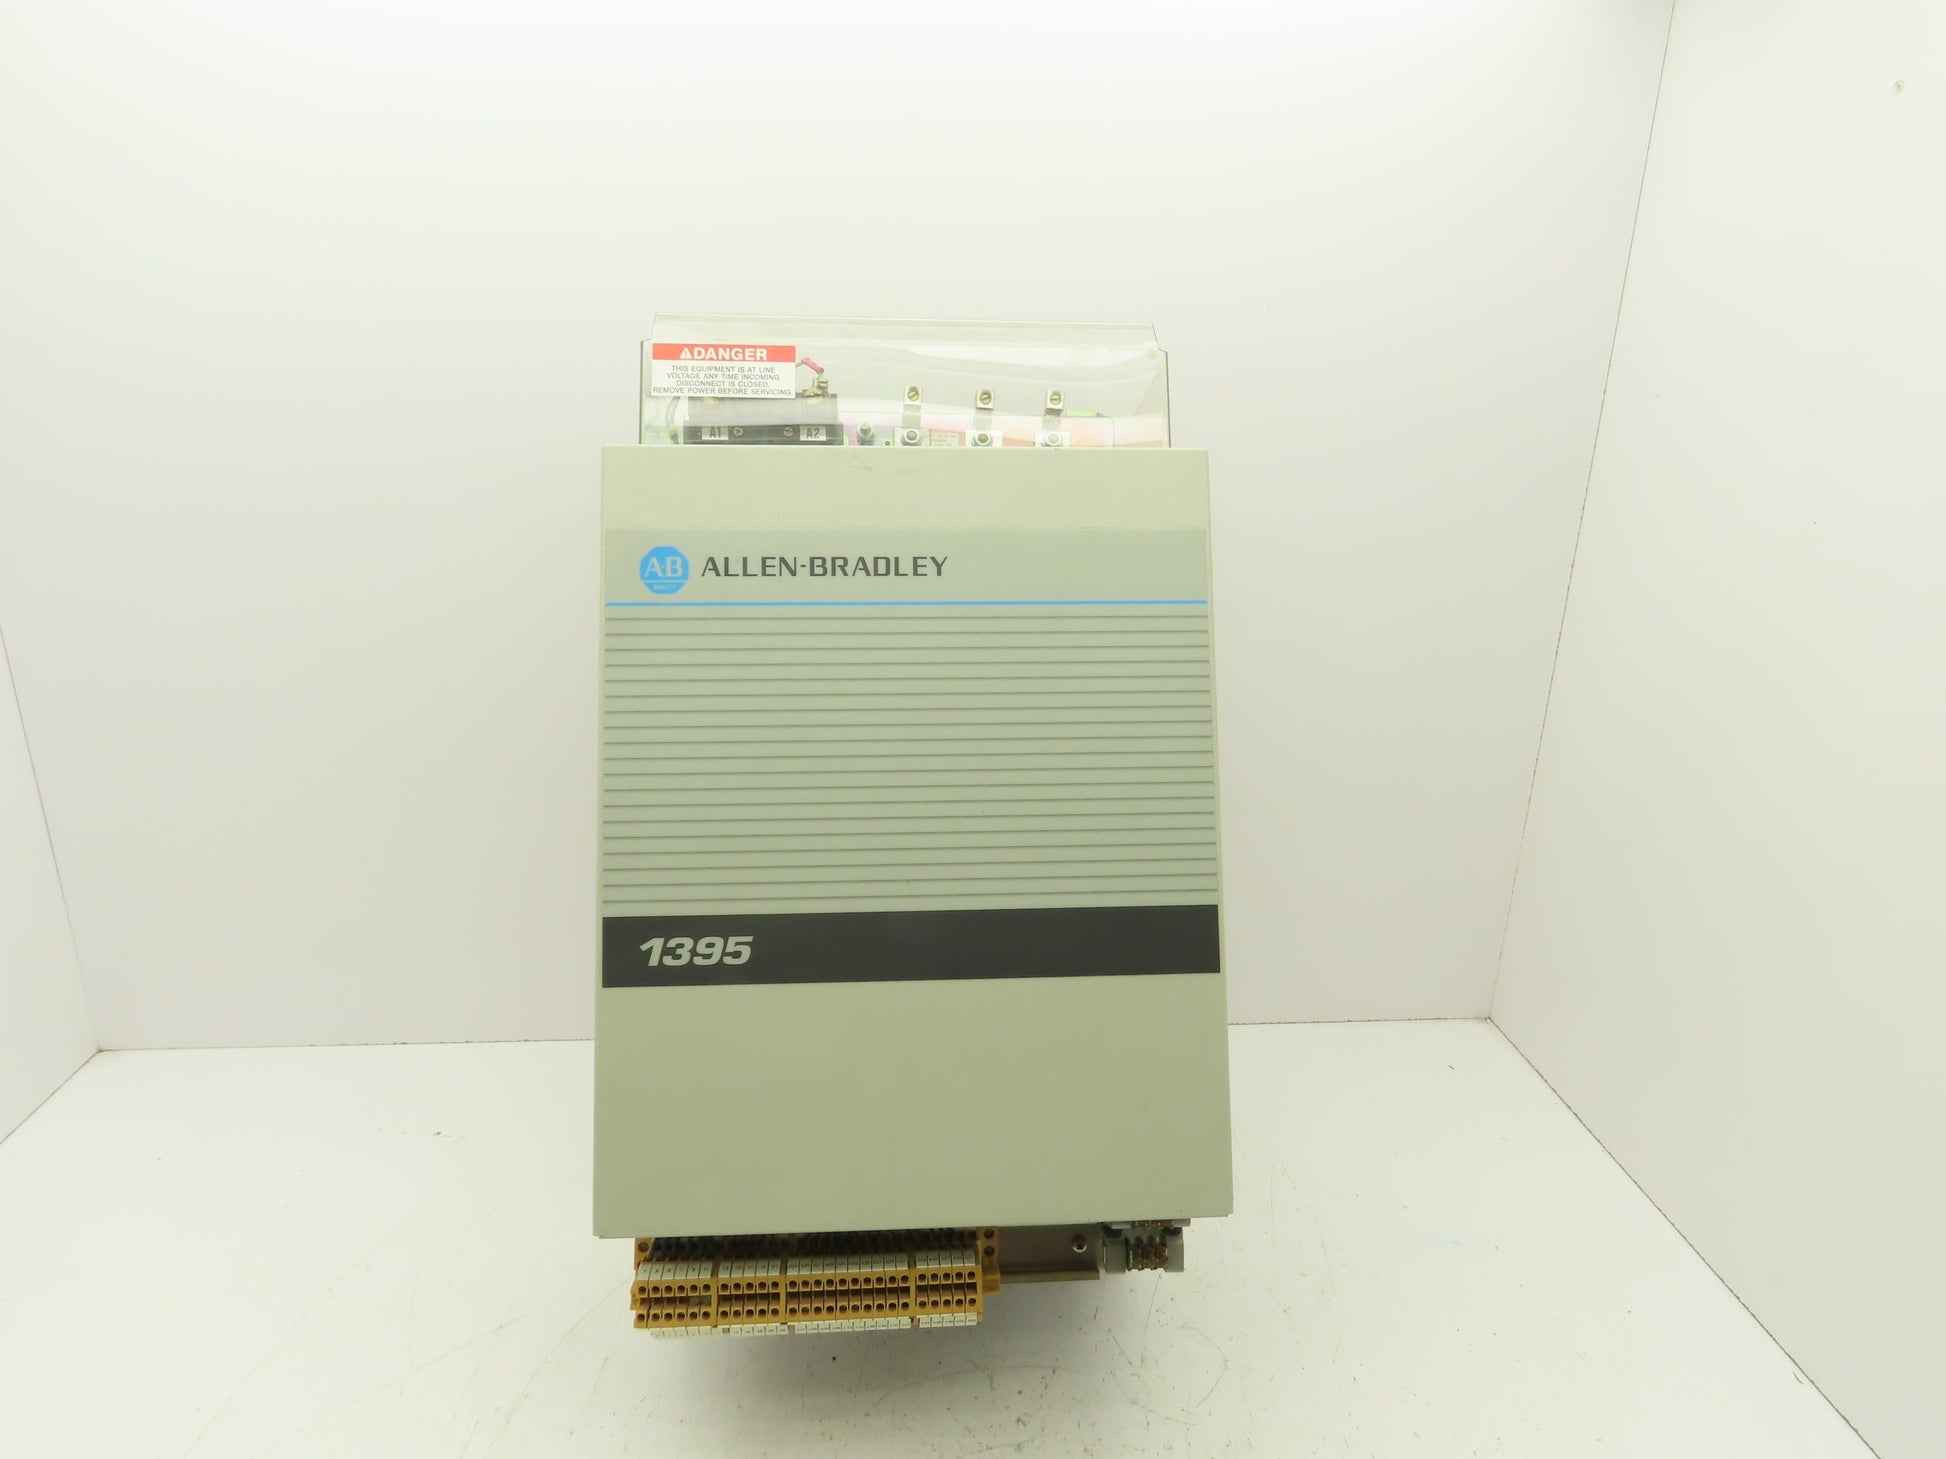 ⚠DANGER
THIS EQUIPMENT IS AT LINE
VOLTAGE ANY TIME INCOMING
DISCONNECT IS CLOSED.
REMOVE POWER BEFORE SERVICING.
A1 A2
A-B ALLEN-BRADLEY
QUALITY
1395